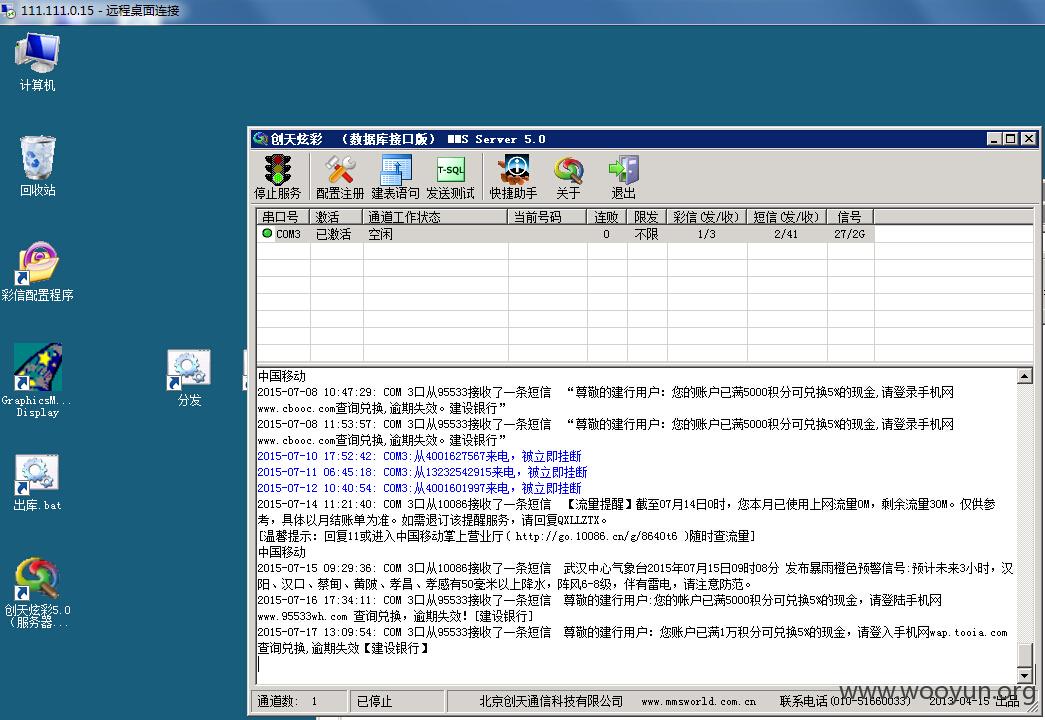 111.111.0.15 - 远程桌面连接
计算机
回收站
彩信配置程序
GraphicsM...
Display
分发
出库.bat
创天炫彩5.0
(服务器...
创天炫彩 (数据库接口版) MMS Server 5.0
停止服务 配置注册 建表语句 发送测试 快捷助手 关于 退出
T-SQL
串口号 激活 通道工作状态 当前号码 连败 限发 彩信(发/收) 短信(发/收) 信号
COM3 已激活 空闲 0 不限 1/3 2/41 27/2G
中国移动
2015-07-08 10:47:29: COM 3口从95533接收了一条短信 “尊敬的建行用户：您的账户已满5000积分可兑换5%的现金,请登录手机网
www.cbooc.com查询兑换,逾期失效。建设银行”
2015-07-08 11:53:57: COM 3口从95533接收了一条短信 “尊敬的建行用户：您的账户已满5000积分可兑换5%的现金,请登录手机网
www.cbooc.com查询兑换,逾期失效。建设银行”
2015-07-10 17:52:42: COM3:从4001627567来电，被立即挂断
2015-07-11 06:45:18: COM3:从13232542915来电，被立即挂断
2015-07-12 10:40:54: COM3:从4001601997来电，被立即挂断
2015-07-14 11:21:40: COM 3口从10086接收了一条短信 【流量提醒】截至07月14日0时，您本月已使用上网流量0M，剩余流量30M。仅供参
考，具体以月结账单为准。如需退订该提醒服务，请回复QXLLZTX。
[温馨提示：回复11或进入中国移动掌上营业厅( http://go.10086.cn/g/8640t6 )随时查流量]
中国移动
2015-07-15 09:29:36: COM 3口从10086接收了一条短信 武汉中心气象台2015年07月15日09时08分 发布暴雨橙色预警信号:预计未来3小时，汉
阳、汉口、蔡甸、黄陂、孝昌、孝感有50毫米以上降水，阵风6-8级，伴有雷电，请注意防范。
2015-07-16 17:34:11: COM 3口从95533接收了一条短信 尊敬的建行用户:您的帐户已满5000积分可兑换5%的现金，请登陆手机网
www.95533wh.com 查询兑换，逾期失效！[建设银行]
2015-07-17 13:09:54: COM 3口从95533接收了一条短信 尊敬的建行用户：您账户已满1万积分可兑换5%的现金，请登入手机网wap.tooia.com
查询兑换,逾期失效【建设银行】
通道数: 1 已停止 北京创天通信科技有限公司 www.mmsworld.com.cn 联系电话(010-51660033) 2013-04-15 出品
www.wooyun.org